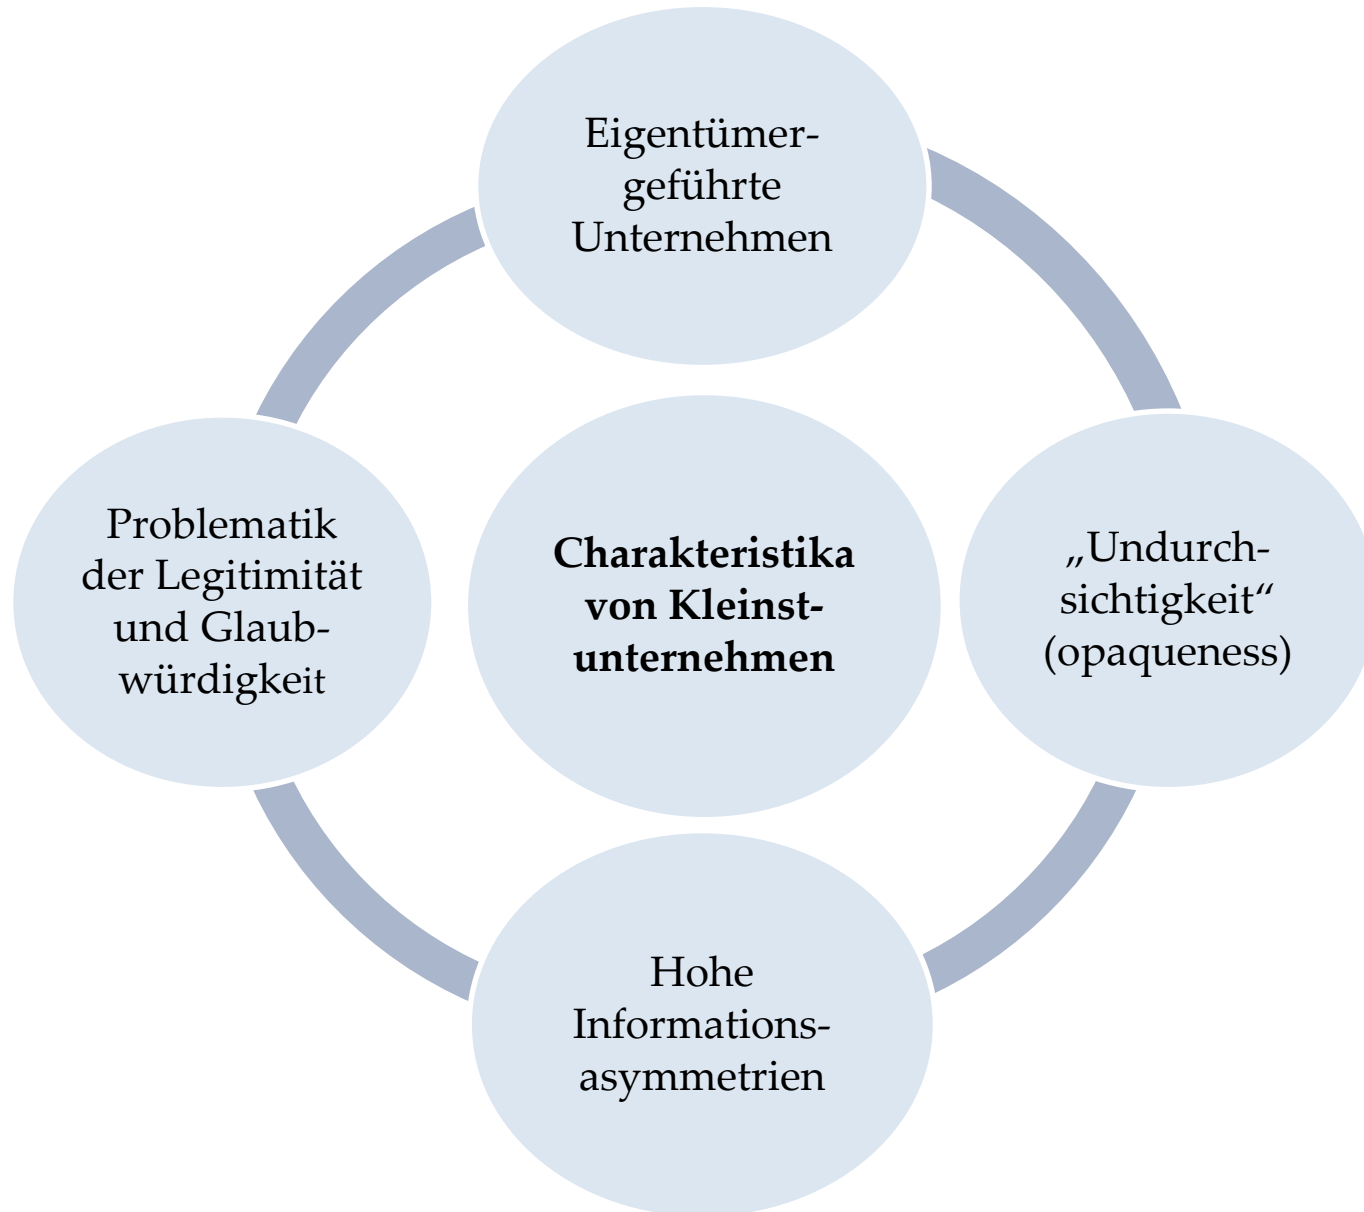 Eigentümer-
geführte
Unternehmen
Problematik
der Legitimität
und Glaub-
würdigkeit
Charakteristika
von Kleinst-
unternehmen
„Undurch-
sichtigkeit“
(opaqueness)
Hohe
Informations-
asymmetrien